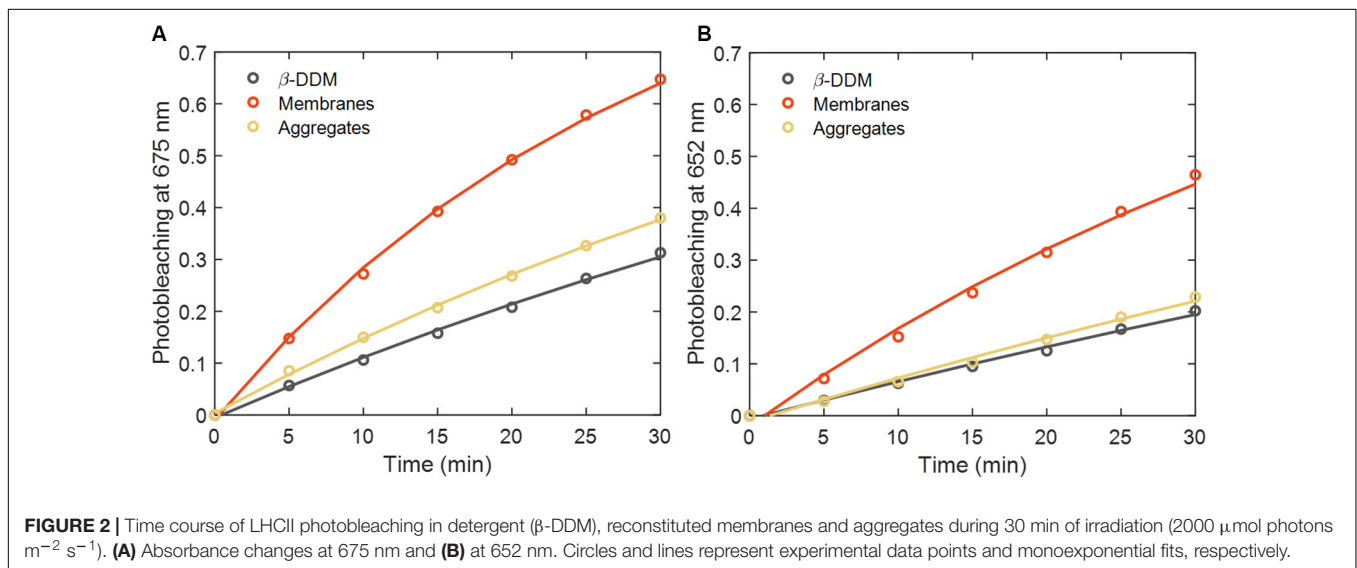 A
B
Photobleaching at 675 nm
0.7
0.6
0.5
0.4
0.3
0.2
0.1
0
β-DDM
Membranes
Aggregates
0 5 10 15 20 25 30
Time (min)
Photobleaching at 652 nm
0.7
0.6
0.5
0.4
0.3
0.2
0.1
0
β-DDM
Membranes
Aggregates
0 5 10 15 20 25 30
Time (min)
FIGURE 2 | Time course of LHCII photobleaching in detergent (β-DDM), reconstituted membranes and aggregates during 30 min of irradiation (2000 μmol photons
m⁻² s⁻¹). (A) Absorbance changes at 675 nm and (B) at 652 nm. Circles and lines represent experimental data points and monoexponential fits, respectively.